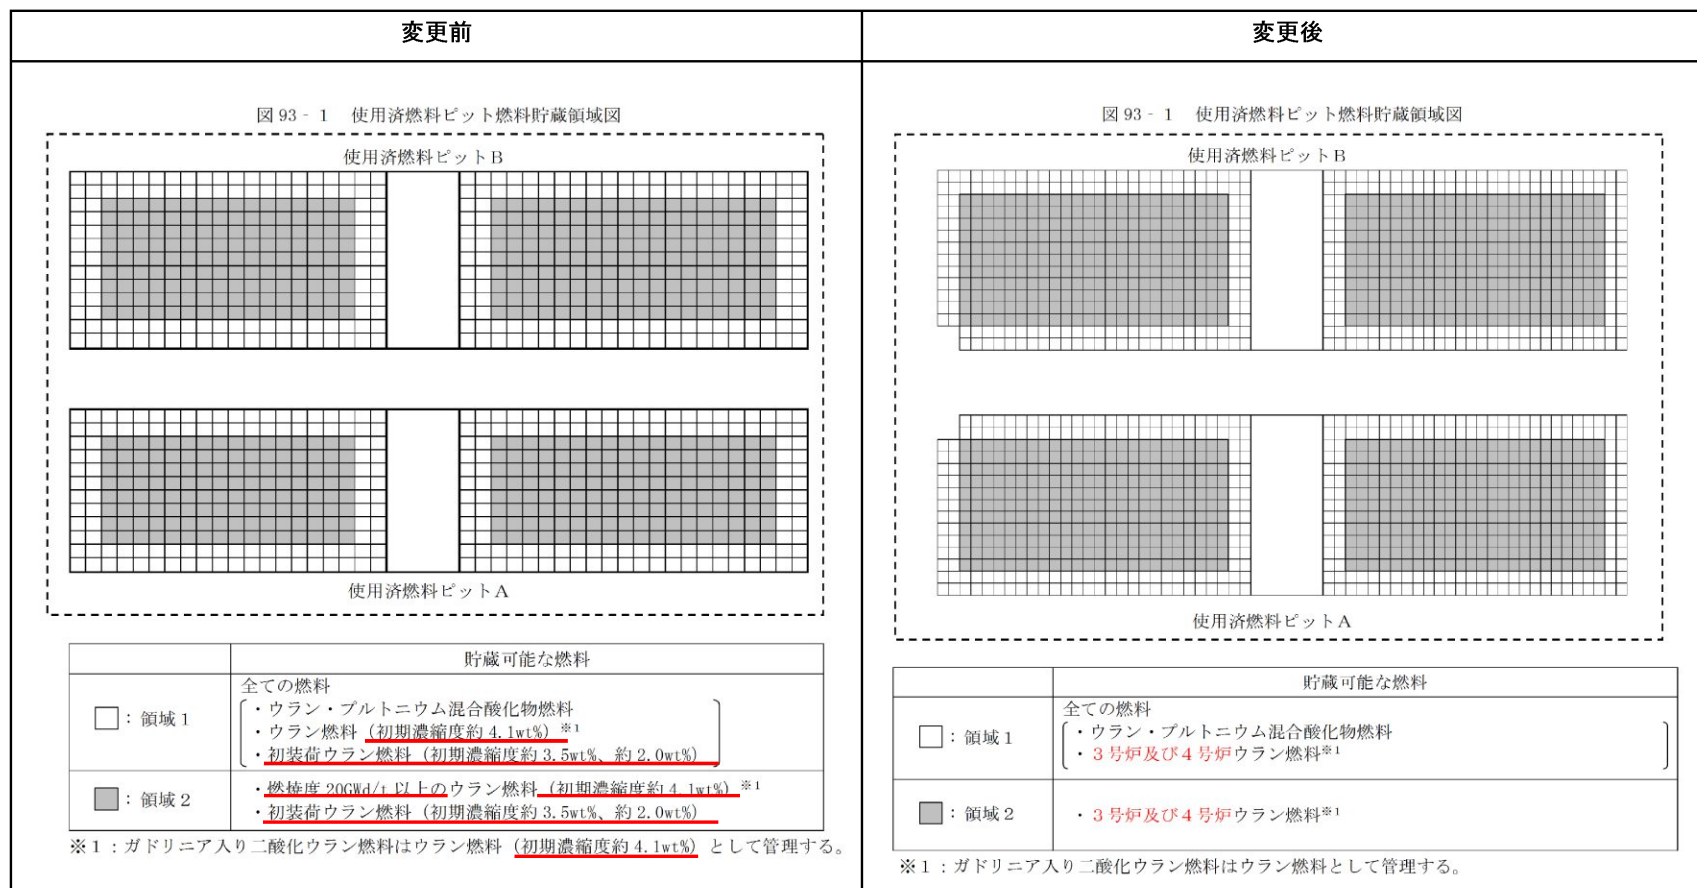 変更前
図 93 - 1　使用済燃料ピット燃料貯蔵領域図
使用済燃料ピットB
使用済燃料ピットA
貯蔵可能な燃料
□：領域1
全ての燃料
・ウラン・プルトニウム混合酸化物燃料
・ウラン燃料（初期濃縮度約 4.1wt%）※1
・初装荷ウラン燃料（初期濃縮度約 3.5wt%、約 2.0wt%）
：領域2
・燃焼度 20GWd/t 以上のウラン燃料（初期濃縮度約 4.1wt%）※1
・初装荷ウラン燃料（初期濃縮度約 3.5wt%、約 2.0wt%）
※1：ガドリニア入り二酸化ウラン燃料はウラン燃料（初期濃縮度約 4.1wt%）として管理する。
変更後
図 93 - 1　使用済燃料ピット燃料貯蔵領域図
使用済燃料ピットB
使用済燃料ピットA
貯蔵可能な燃料
□：領域1
全ての燃料
・ウラン・プルトニウム混合酸化物燃料
・3号炉及び4号炉ウラン燃料※1
：領域2
・3号炉及び4号炉ウラン燃料※1
※1：ガドリニア入り二酸化ウラン燃料はウラン燃料として管理する。